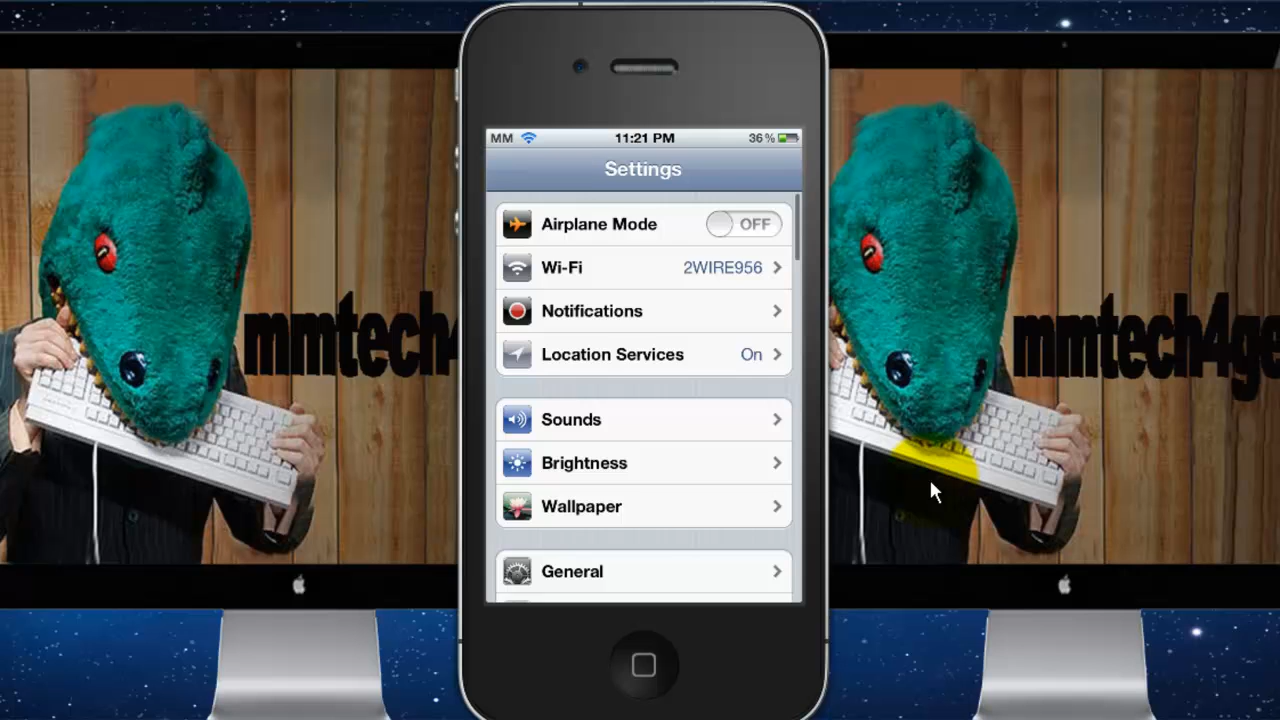 MM 11:21 PM 36%
Settings
Airplane Mode OFF
Wi-Fi 2WIRE956
Notifications
Location Services On
Sounds
Brightness
Wallpaper
General
mmtech4
mmtech4ge